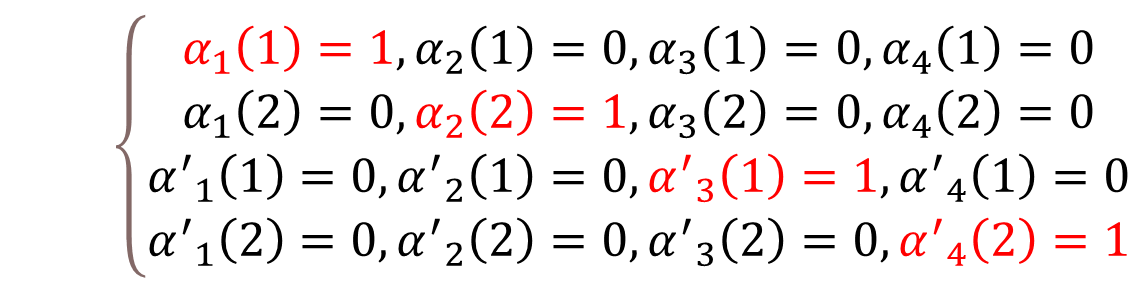 α₁(1) = 1, α₂(1) = 0, α₃(1) = 0, α₄(1) = 0
α₁(2) = 0, α₂(2) = 1, α₃(2) = 0, α₄(2) = 0
α′₁(1) = 0, α′₂(1) = 0, α′₃(1) = 1, α′₄(1) = 0
α′₁(2) = 0, α′₂(2) = 0, α′₃(2) = 0, α′₄(2) = 1